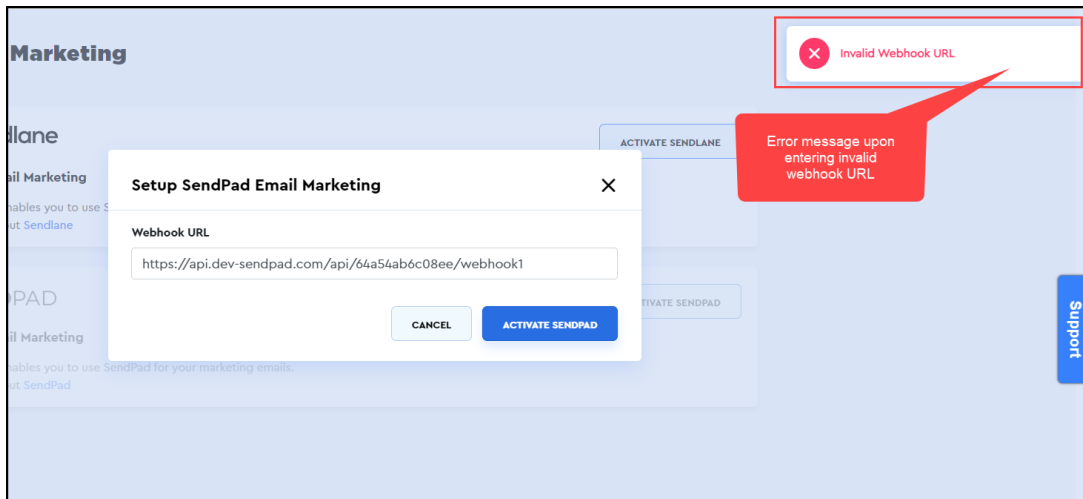 Marketing
Invalid Webhook URL
Error message upon
entering invalid
webhook URL
dlane
ACTIVATE SENDLANE
ail Marketing
nables you to use S
ut Sendlane
Setup SendPad Email Marketing
Webhook URL
https://api.dev-sendpad.com/api/64a54ab6c08ee/webhook1
CANCEL
ACTIVATE SENDPAD
DPAD
TIVATE SENDPAD
il Marketing
nables you to use SendPad for your marketing emails.
ut SendPad
Support